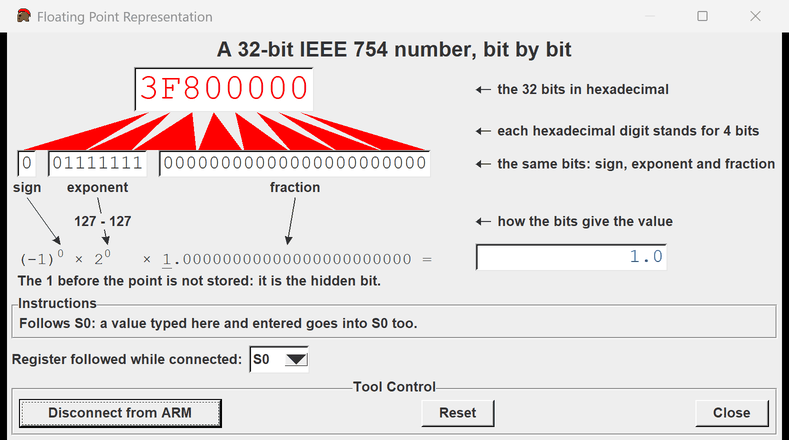 Floating Point Representation
A 32-bit IEEE 754 number, bit by bit
3F800000
← the 32 bits in hexadecimal
← each hexadecimal digit stands for 4 bits
0 01111111 00000000000000000000000 ← the same bits: sign, exponent and fraction
sign exponent fraction
127 - 127 ← how the bits give the value
(-1)^0 × 2^0 × 1.00000000000000000000000 = 1.0
The 1 before the point is not stored: it is the hidden bit.
Instructions
Follows S0: a value typed here and entered goes into S0 too.
Register followed while connected: S0
Tool Control
Disconnect from ARM Reset Close